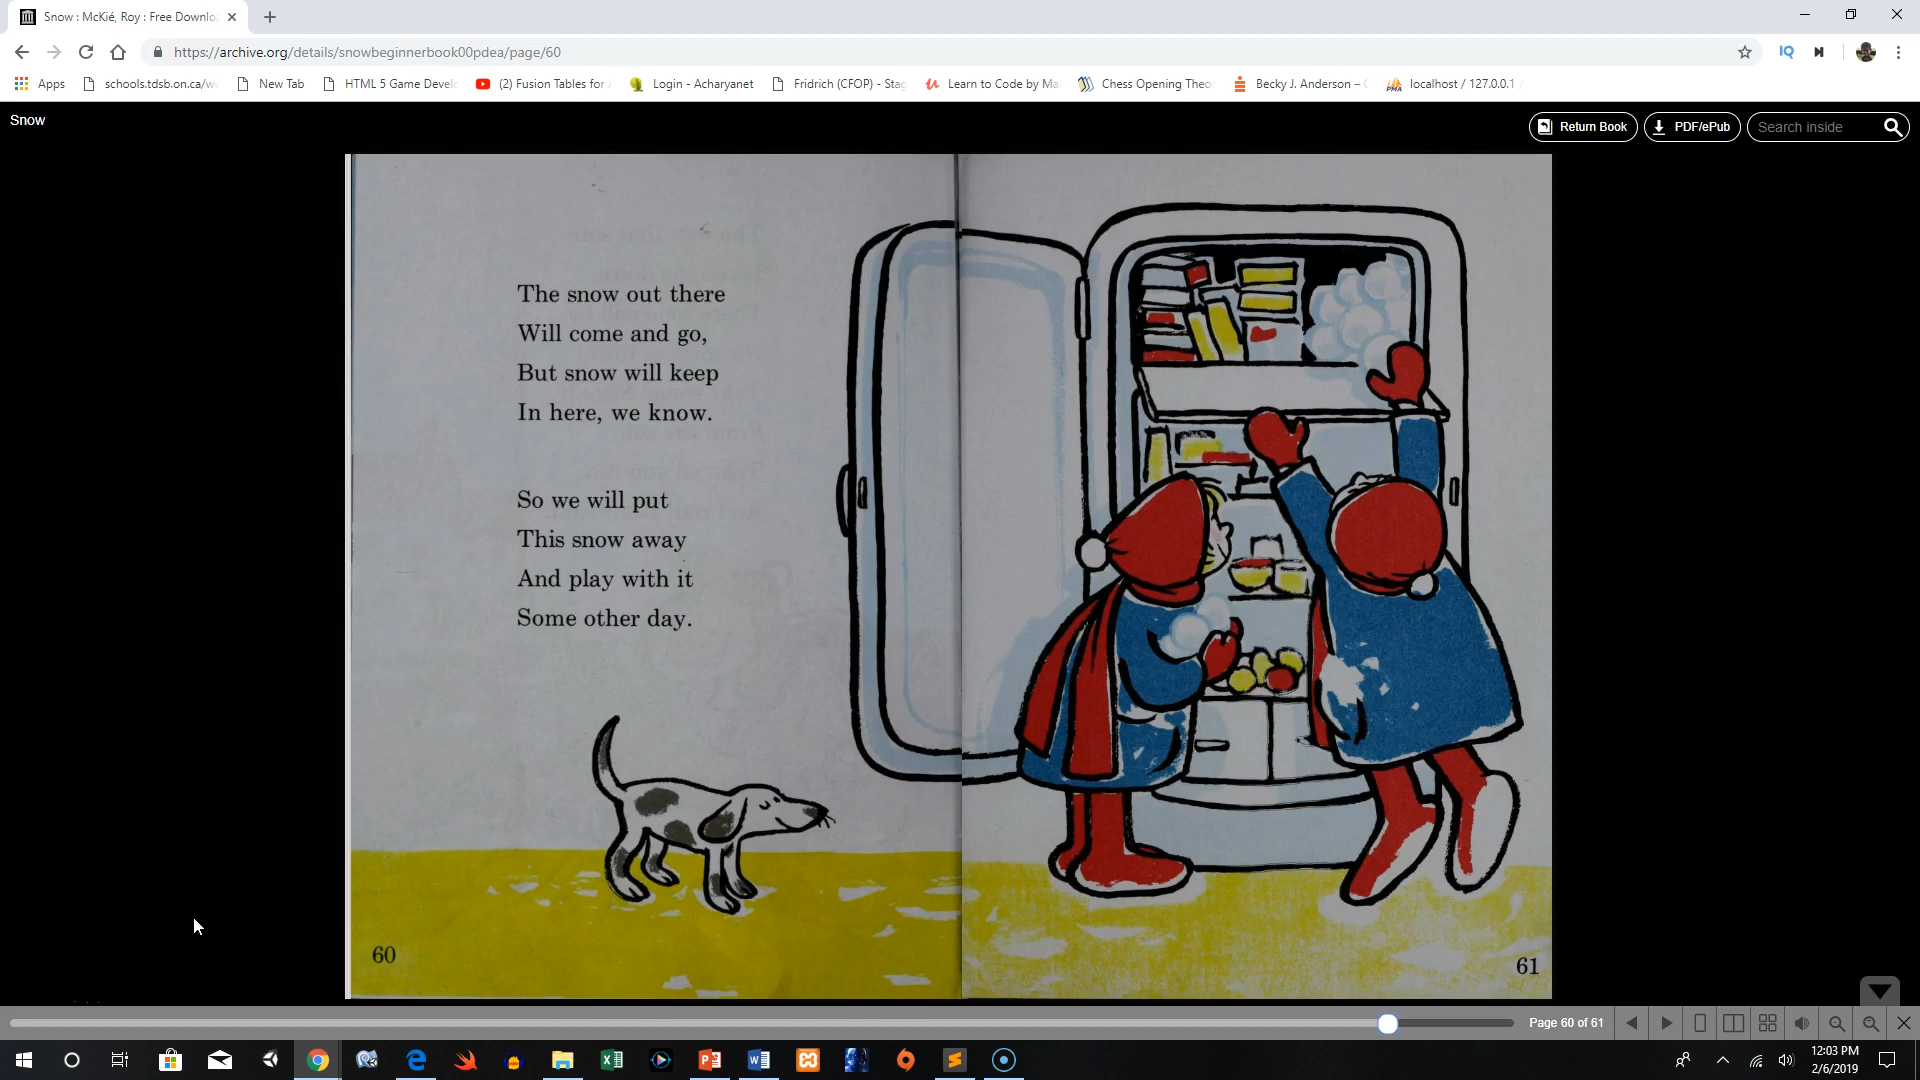 Snow : McKié, Roy : Free Downlo
https://archive.org/details/snowbeginnerbook00pdea/page/60
Apps schools.tdsb.on.ca/we New Tab HTML 5 Game Devel (2) Fusion Tables for Login - Acharyanet Fridrich (CFOP) - Stag Learn to Code by Ma Chess Opening Theo Becky J. Anderson – localhost / 127.0.0.1
Snow
Return Book PDF/ePub Search inside
The snow out there
Will come and go,
But snow will keep
In here, we know.
So we will put
This snow away
And play with it
Some other day.
60
61
Page 60 of 61
12:03 PM
2/6/2019